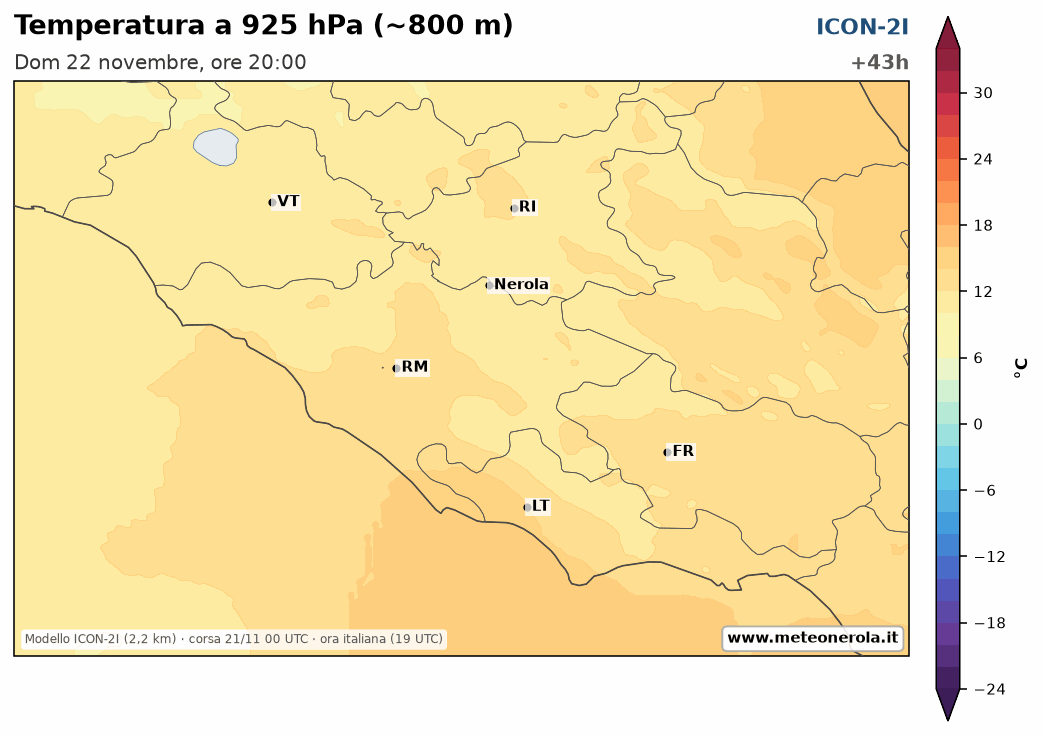 Temperatura a 925 hPa (~800 m)
ICON-2I
Dom 22 novembre, ore 20:00
+43h
VT
RI
Nerola
RM
FR
LT
30
24
18
12
6
0
−6
−12
−18
−24
°C
Modello ICON-2I (2,2 km) · corsa 21/11 00 UTC · ora italiana (19 UTC)
www.meteonerola.it